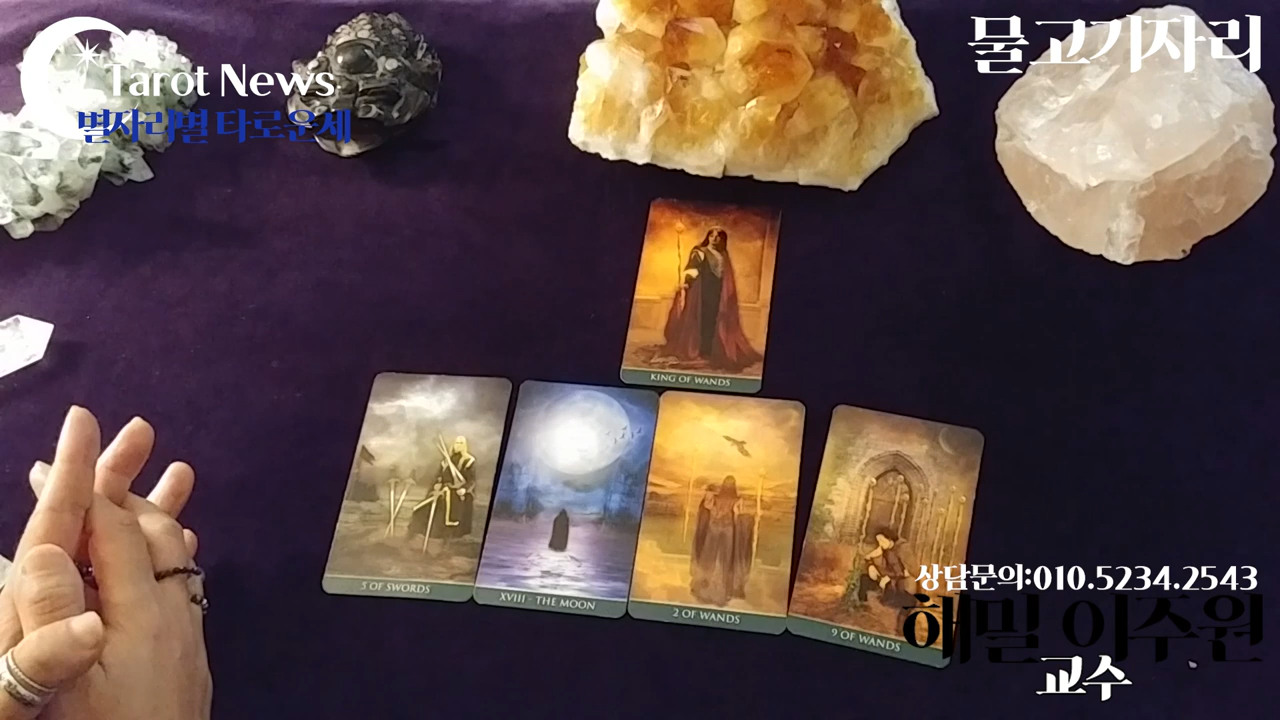 Tarot News
별자리별 타로운세
물고기자리
KING OF WANDS
5 OF SWORDS
XVIII - THE MOON
2 OF WANDS
9 OF WANDS
상담문의:010.5234.2543
해밀 이주원
교수